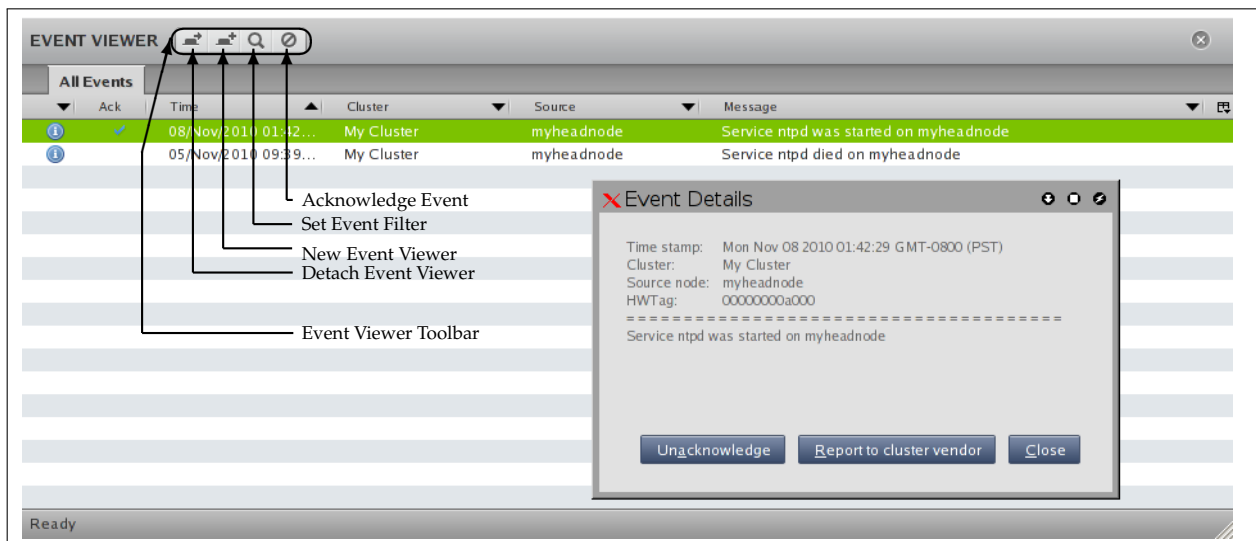 EVENT VIEWER
All Events
Ack Time Cluster Source Message
08/Nov/2010 01:42... My Cluster myheadnode Service ntpd was started on myheadnode
05/Nov/2010 09:39... My Cluster myheadnode Service ntpd died on myheadnode
Acknowledge Event
Set Event Filter
New Event Viewer
Detach Event Viewer
Event Viewer Toolbar
Event Details
Time stamp: Mon Nov 08 2010 01:42:29 GMT-0800 (PST)
Cluster: My Cluster
Source node: myheadnode
HWTag: 00000000a000
======================================
Service ntpd was started on myheadnode
Unacknowledge Report to cluster vendor Close
Ready